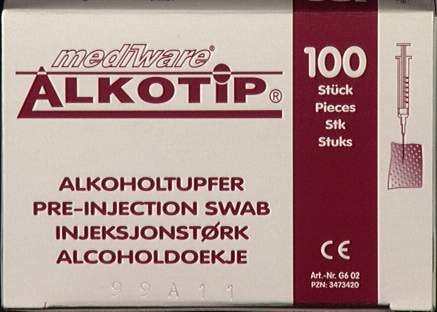 mediware®
ALKOTIP®
ALKOHOLTUPFER
PRE-INJECTION SWAB
INJEKSJONSTØRK
ALCOHOLDOEKJE
99A11
100
Stück
Pieces
Stk
Stuks
CE
Art.-Nr. G6 02
PZN: 3473420